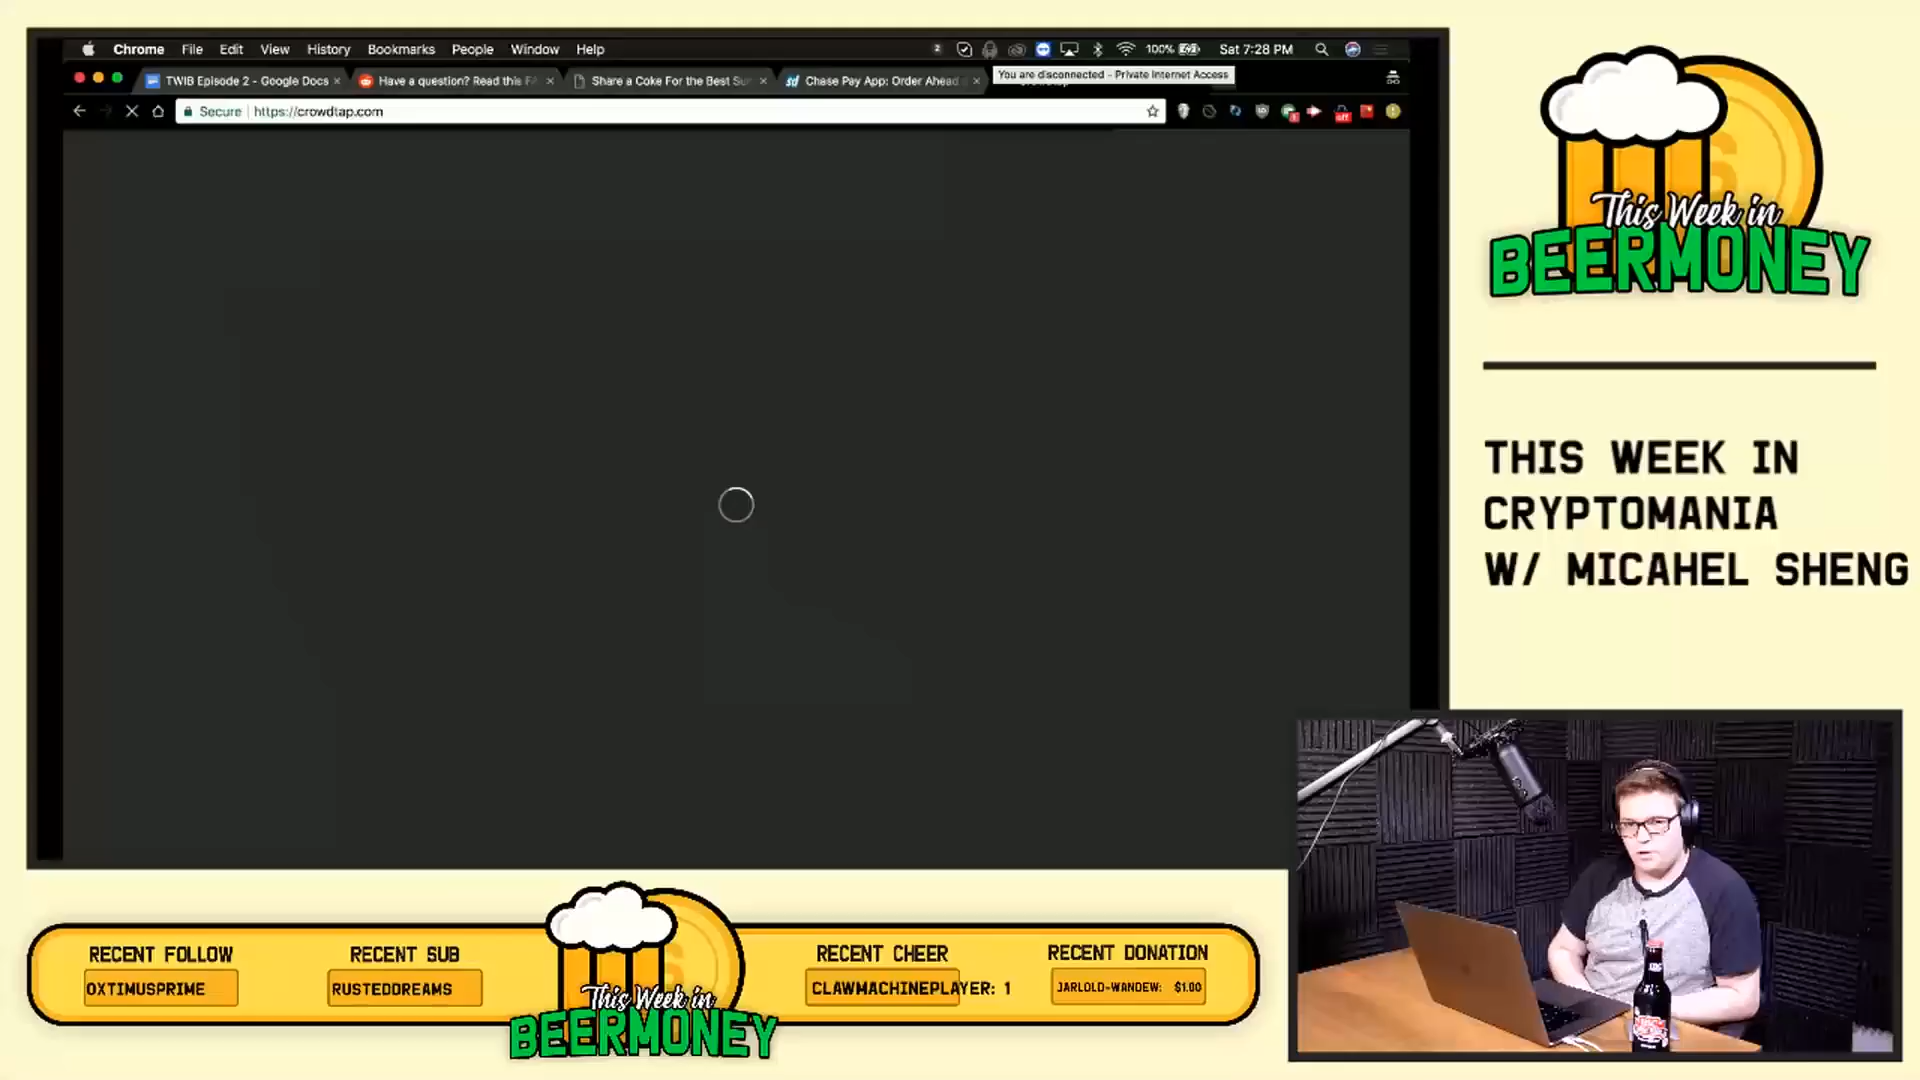 Chrome File Edit View History Bookmarks People Window Help 2 100% Sat 7:28 PM
TWIB Episode 2 - Google Docs Have a question? Read this FA Share a Coke For the Best Sum Chase Pay App: Order Ahead You are disconnected - Private Internet Access
Secure https://crowdtap.com
This Week in
BEERMONEY
THIS WEEK IN
CRYPTOMANIA
W/ MICAHEL SHENG
RECENT FOLLOW
OXTIMUSPRIME
RECENT SUB
RUSTEDDREAMS
This Week in
BEERMONEY
RECENT CHEER
CLAWMACHINEPLAYER: 1
RECENT DONATION
JARLOLD-WANDEW: $1.00